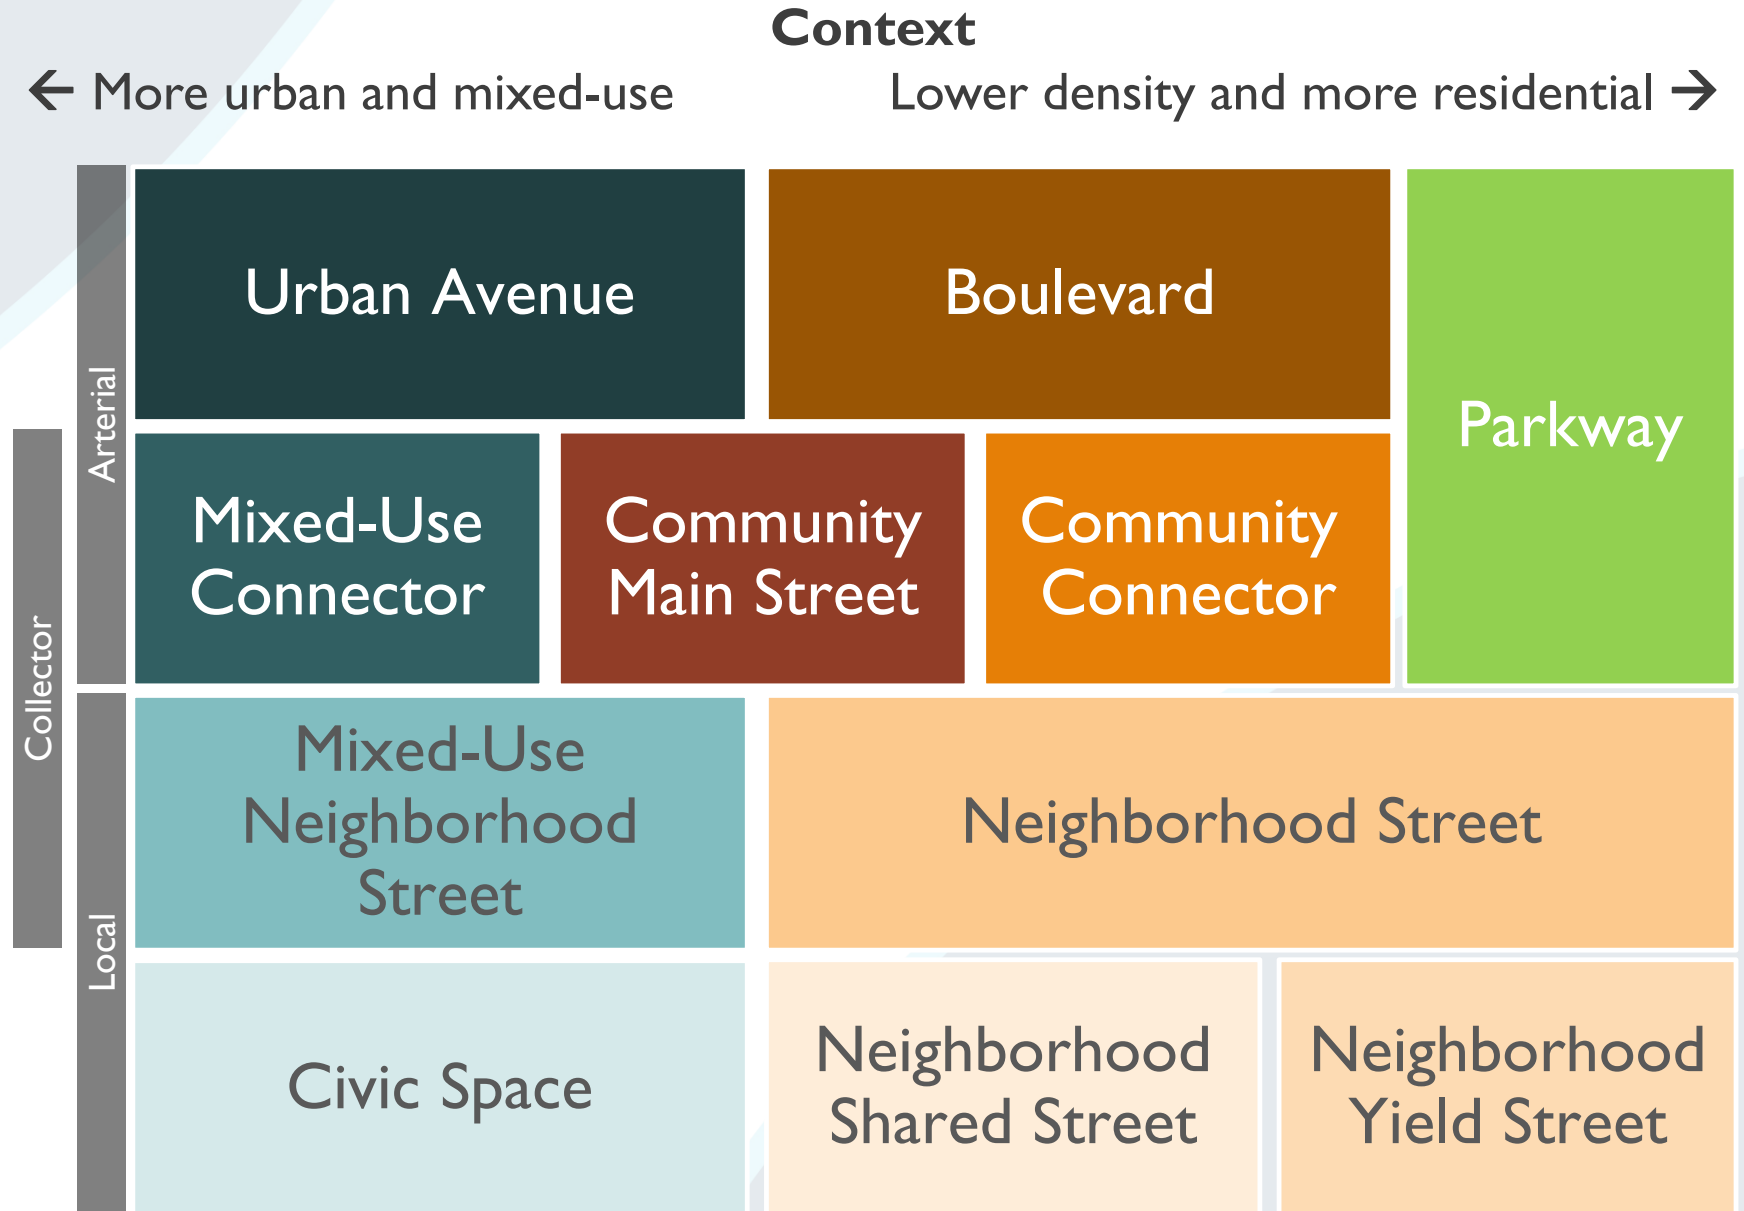 Context
← More urban and mixed-use
Lower density and more residential →
Arterial
Collector
Local
Urban Avenue
Boulevard
Parkway
Mixed-Use
Connector
Community
Main Street
Community
Connector
Mixed-Use
Neighborhood
Street
Neighborhood Street
Civic Space
Neighborhood
Shared Street
Neighborhood
Yield Street